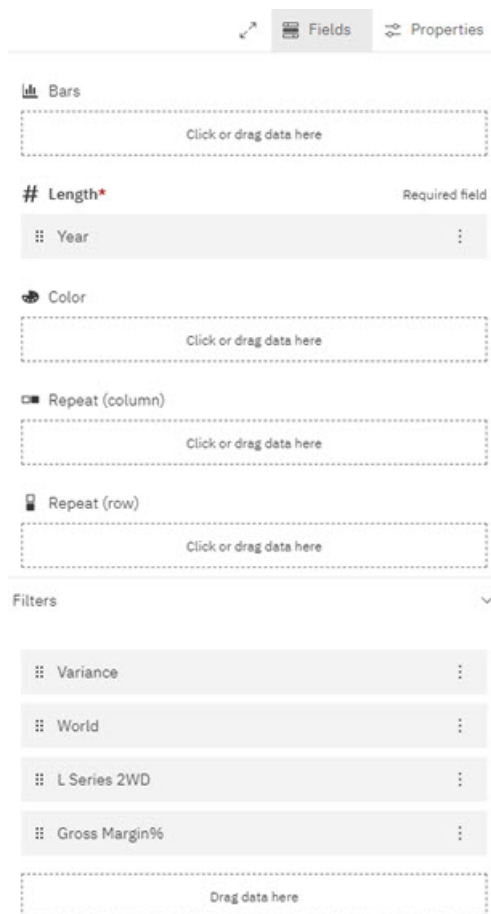 Fields Properties
Bars
Click or drag data here
# Length* Required field
Year
Color
Click or drag data here
Repeat (column)
Click or drag data here
Repeat (row)
Click or drag data here
Filters
Variance
World
L Series 2WD
Gross Margin%
Drag data here